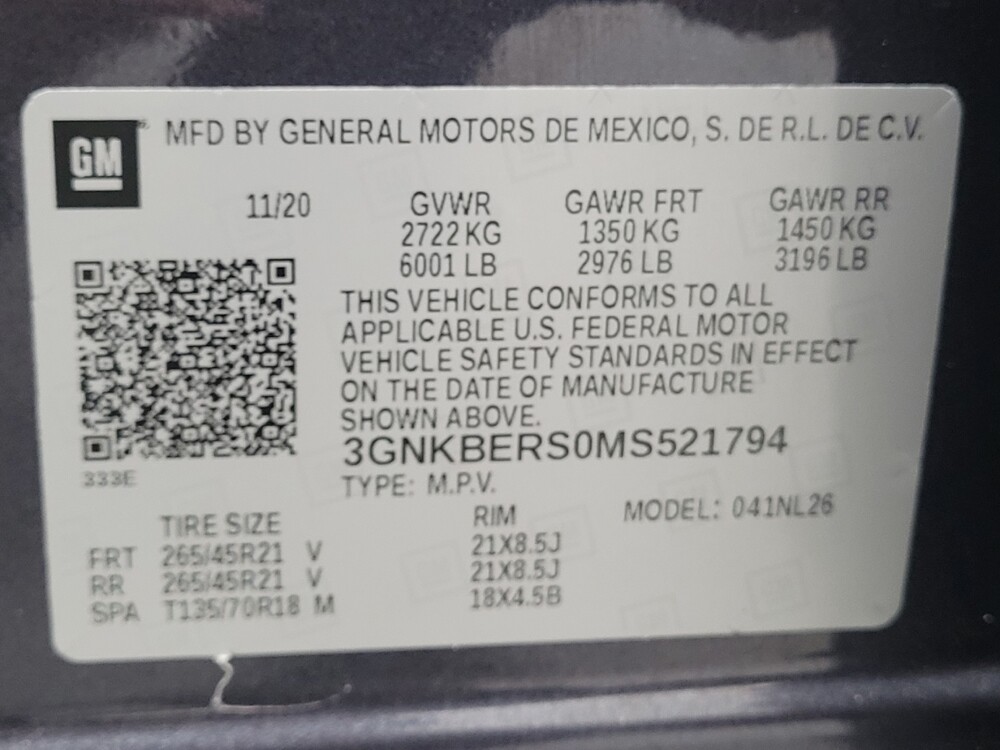 GM
MFD BY GENERAL MOTORS DE MEXICO, S. DE R.L. DE C.V.
11/20 GVWR GAWR FRT GAWR RR
2722 KG 1350 KG 1450 KG
6001 LB 2976 LB 3196 LB
THIS VEHICLE CONFORMS TO ALL
APPLICABLE U.S. FEDERAL MOTOR
VEHICLE SAFETY STANDARDS IN EFFECT
ON THE DATE OF MANUFACTURE
SHOWN ABOVE.
3GNKBERS0MS521794
333E
TYPE: M.P.V.
MODEL: 041NL26
TIRE SIZE RIM
FRT 265/45R21 V 21X8.5J
RR 265/45R21 V 21X8.5J
SPA T135/70R18 M 18X4.5B